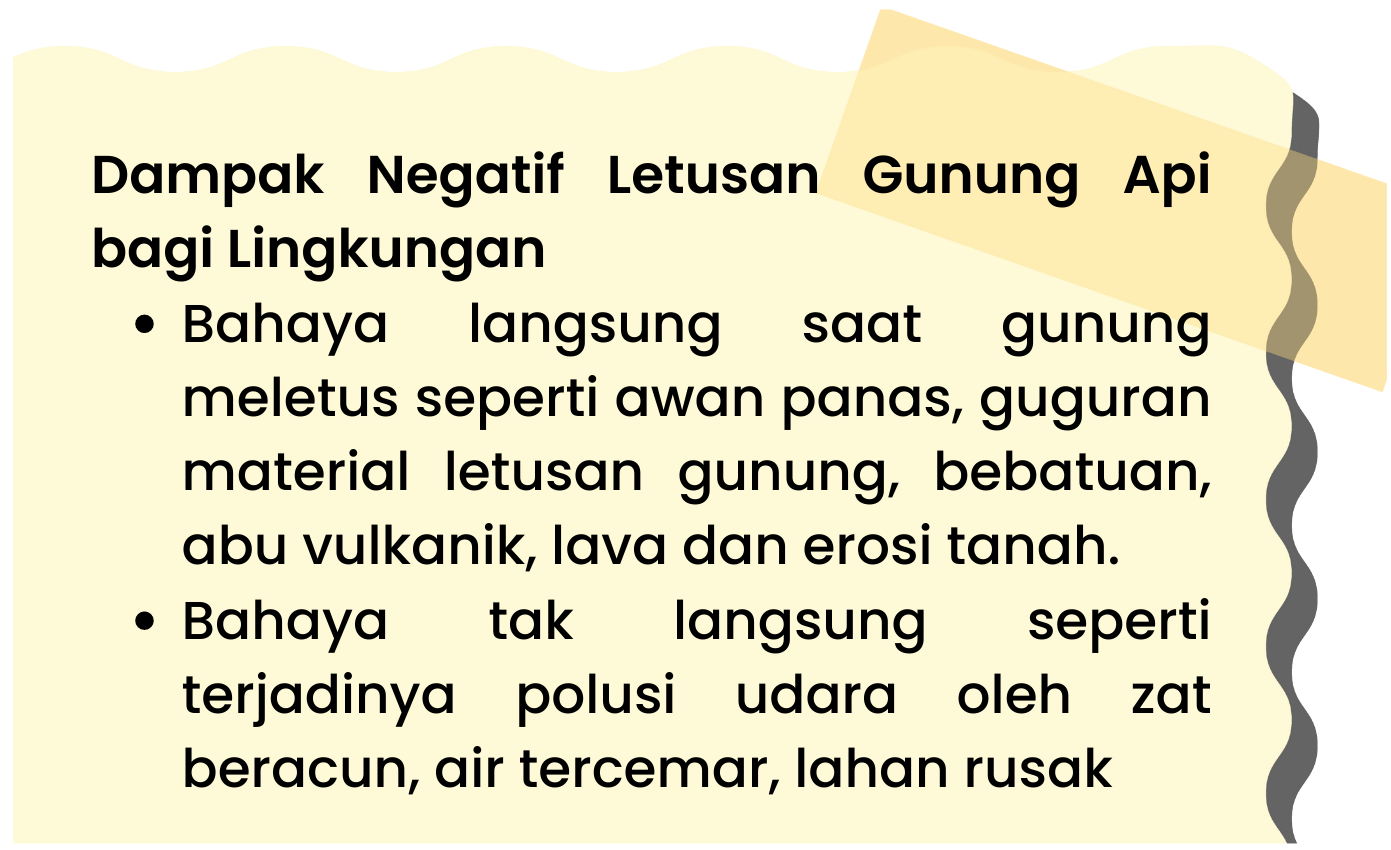 Dampak Negatif Letusan Gunung Api
bagi Lingkungan
• Bahaya langsung saat gunung
meletus seperti awan panas, guguran
material letusan gunung, bebatuan,
abu vulkanik, lava dan erosi tanah.
• Bahaya tak langsung seperti
terjadinya polusi udara oleh zat
beracun, air tercemar, lahan rusak